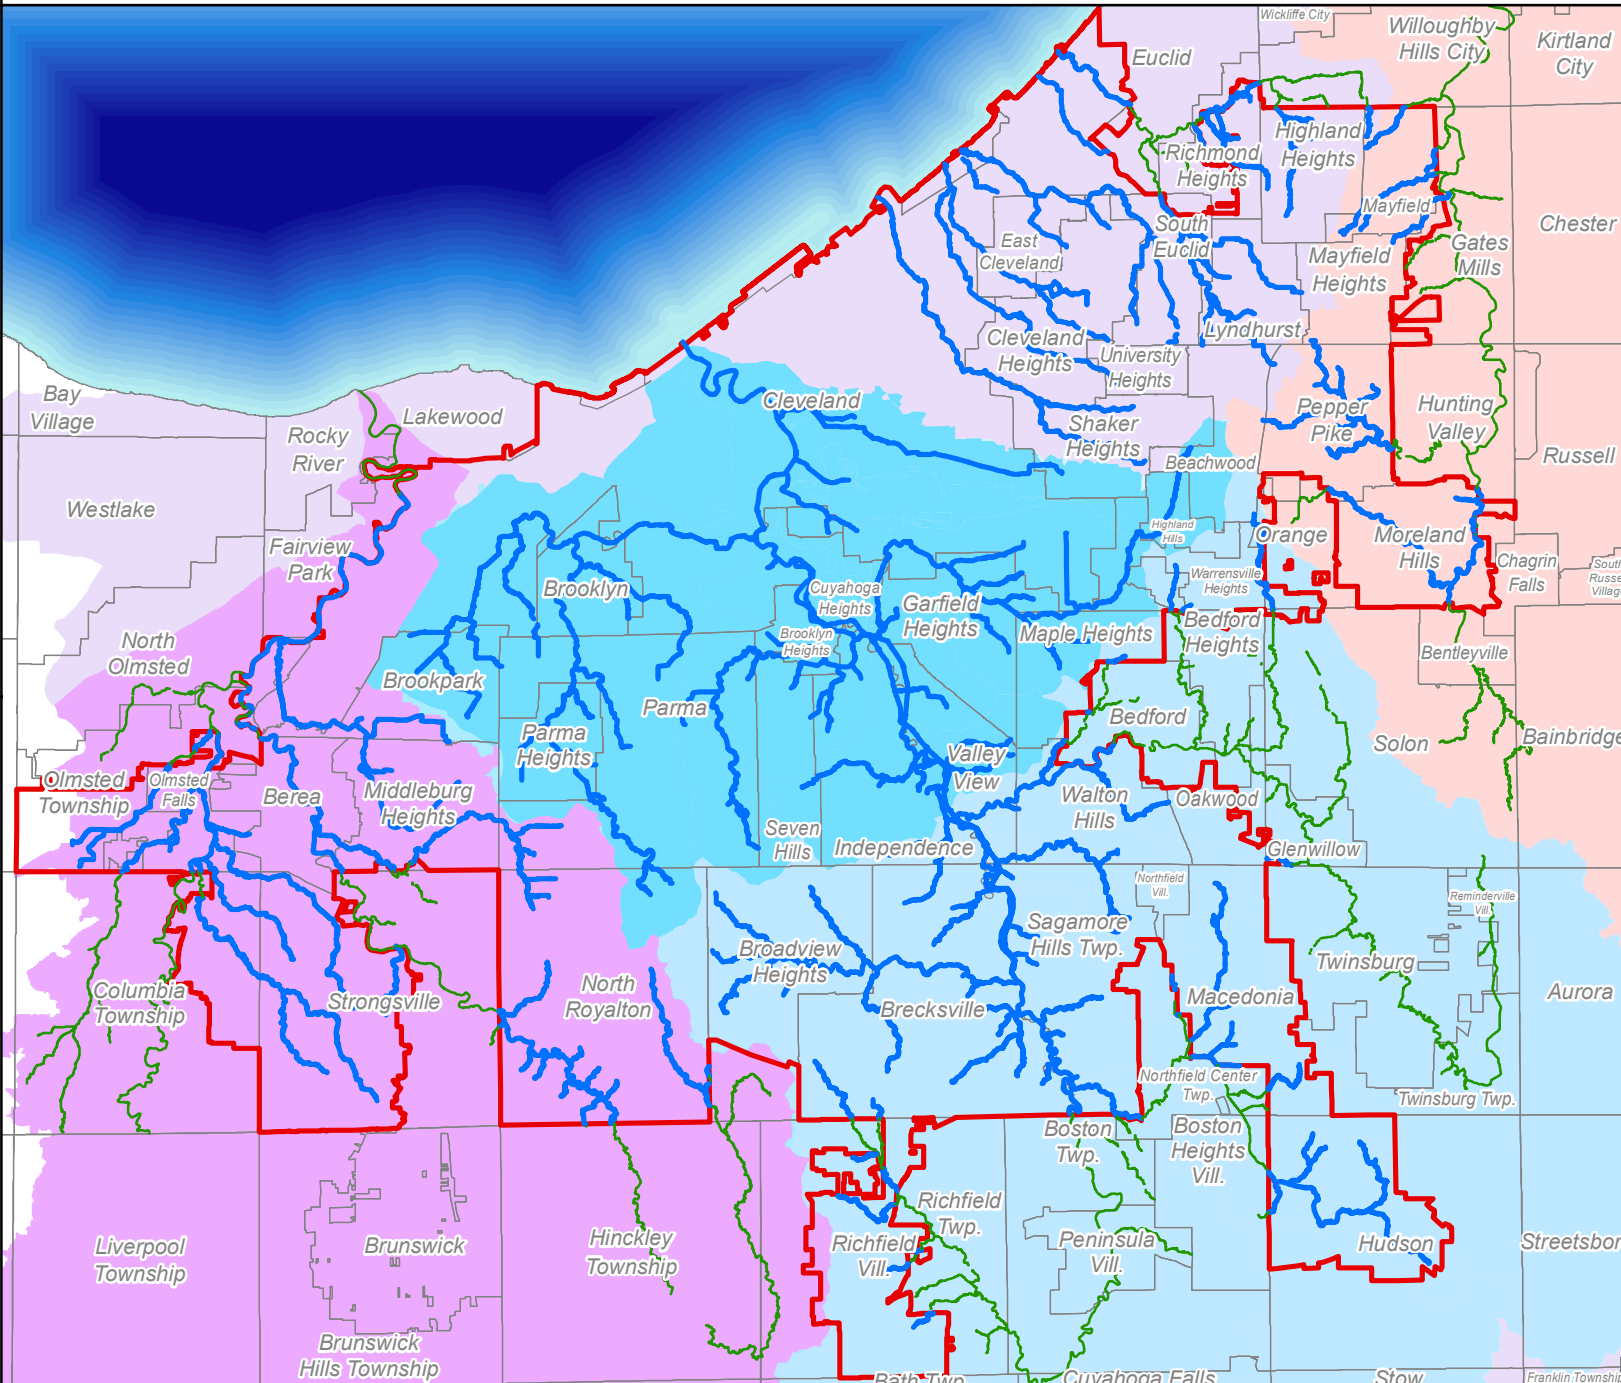 Wickliffe City
Willoughby
Hills City
Kirtland
City
Euclid
Highland
Heights
Richmond
Heights
Mayfield
Chester
South
Euclid
East
Cleveland
Gates
Mills
Mayfield
Heights
Lyndhurst
Cleveland
Heights
University
Heights
Bay
Village
Lakewood
Cleveland
Pepper
Pike
Hunting
Valley
Rocky
River
Shaker
Heights
Beachwood
Russell
Westlake
Highland
Hills
Orange
Moreland
Hills
Fairview
Park
Chagrin
Falls
South
Russe
Village
Warrensville
Heights
Brooklyn
Cuyahoga
Heights
Garfield
Heights
Bedford
Heights
Maple Heights
Brooklyn
Heights
North
Olmsted
Bentleyville
Brookpark
Parma
Bedford
Parma
Heights
Solon
Bainbridge
Valley
View
Olmsted
Township
Olmsted
Falls
Berea
Middleburg
Heights
Walton
Hills
Oakwood
Seven
Hills
Independence
Glenwillow
Northfield
Vill.
Reminderville
Vill.
Sagamore
Hills Twp.
Broadview
Heights
Twinsburg
Columbia
Township
Strongsville
North
Royalton
Brecksville
Macedonia
Aurora
Northfield Center
Twp.
Twinsburg Twp.
Boston
Twp.
Boston
Heights
Vill.
Richfield
Twp.
Liverpool
Township
Brunswick
Hinckley
Township
Richfield
Vill.
Peninsula
Vill.
Hudson
Streetsbor
Brunswick
Hills Township
Bath Twp
Cuyahoga Falls
Stow
Franklin Township